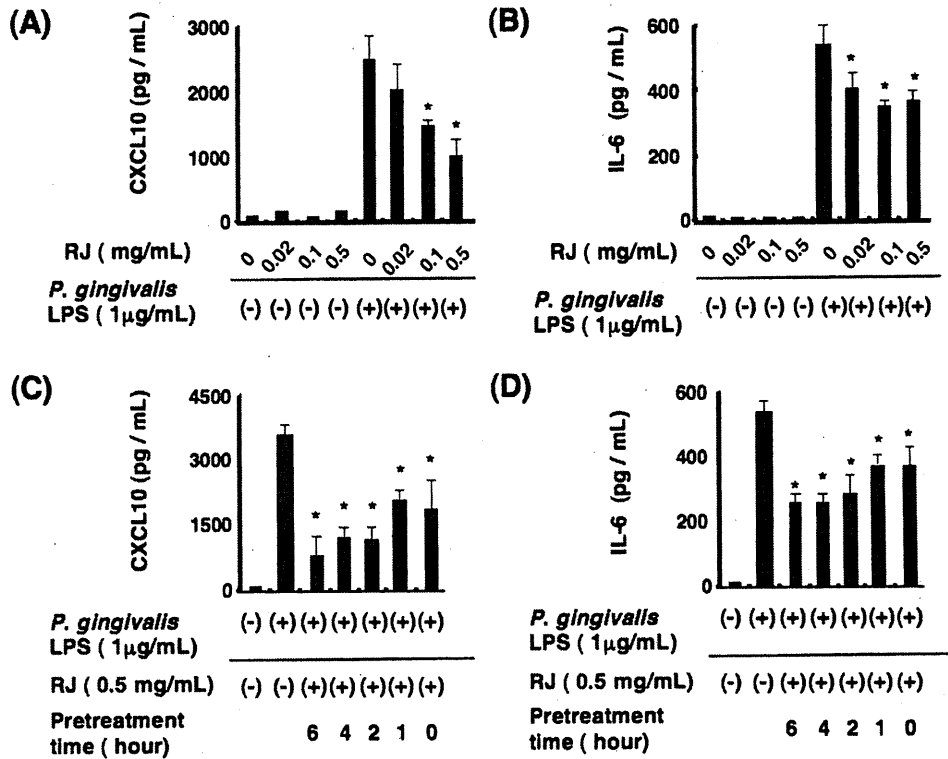 (A)
CXCL10 (pg / mL)
3000
2000
1000
0
RJ ( mg/mL) 0 0.02 0.1 0.5 0 0.02 0.1 0.5
P. gingivalis
LPS ( 1μg/mL) (-) (-) (-) (-) (+) (+) (+) (+)
* *
(B)
IL-6 (pg / mL)
600
400
200
0
RJ ( mg/mL) 0 0.02 0.1 0.5 0 0.02 0.1 0.5
P. gingivalis
LPS ( 1μg/mL) (-) (-) (-) (-) (+) (+) (+) (+)
* * *
(C)
CXCL10 (pg / mL)
4500
3000
1500
0
* * * * *
P. gingivalis
LPS ( 1μg/mL) (-) (+) (+) (+) (+) (+) (+)
RJ ( 0.5 mg/mL) (-) (-) (+) (+) (+) (+) (+)
Pretreatment
time ( hour) 6 4 2 1 0
(D)
IL-6 (pg / mL)
600
400
200
0
* * * * *
P. gingivalis
LPS ( 1μg/mL) (-) (+) (+) (+) (+) (+) (+)
RJ ( 0.5 mg/mL) (-) (-) (+) (+) (+) (+) (+)
Pretreatment
time ( hour) 6 4 2 1 0